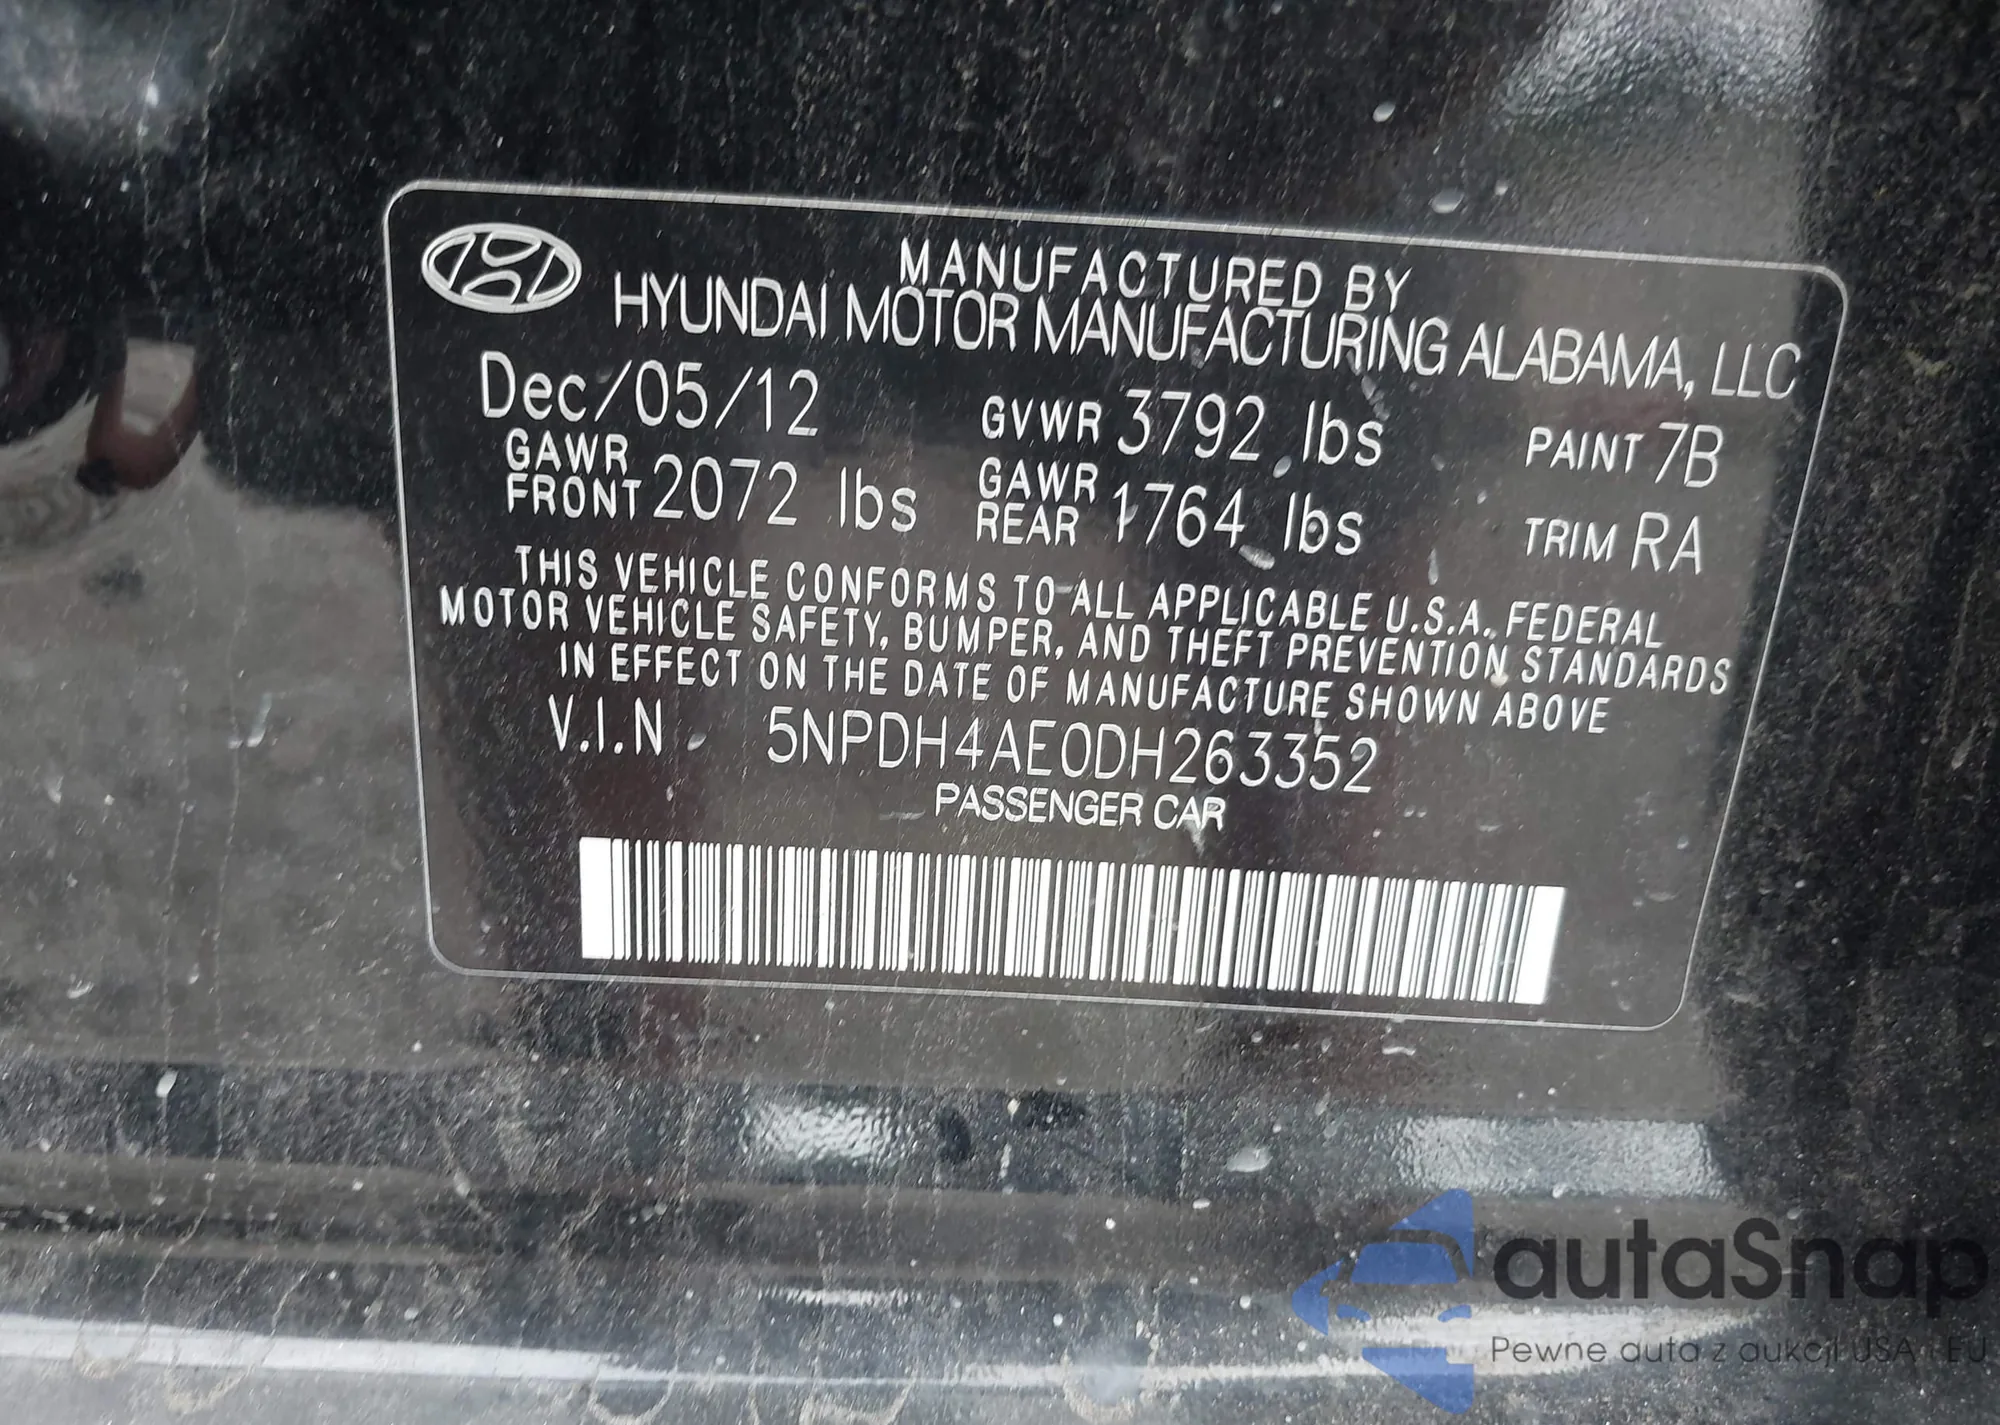 MANUFACTURED BY
HYUNDAI MOTOR MANUFACTURING ALABAMA, LLC
Dec/05/12 GVWR 3792 lbs PAINT 7B
GAWR FRONT 2072 lbs GAWR REAR 1764 lbs TRIM RA
THIS VEHICLE CONFORMS TO ALL APPLICABLE U.S.A. FEDERAL
MOTOR VEHICLE SAFETY, BUMPER, AND THEFT PREVENTION STANDARDS
IN EFFECT ON THE DATE OF MANUFACTURE SHOWN ABOVE
V.I.N 5NPDH4AE0DH263352
PASSENGER CAR
autaSnap
Pewne auta z aukcji USA i EU